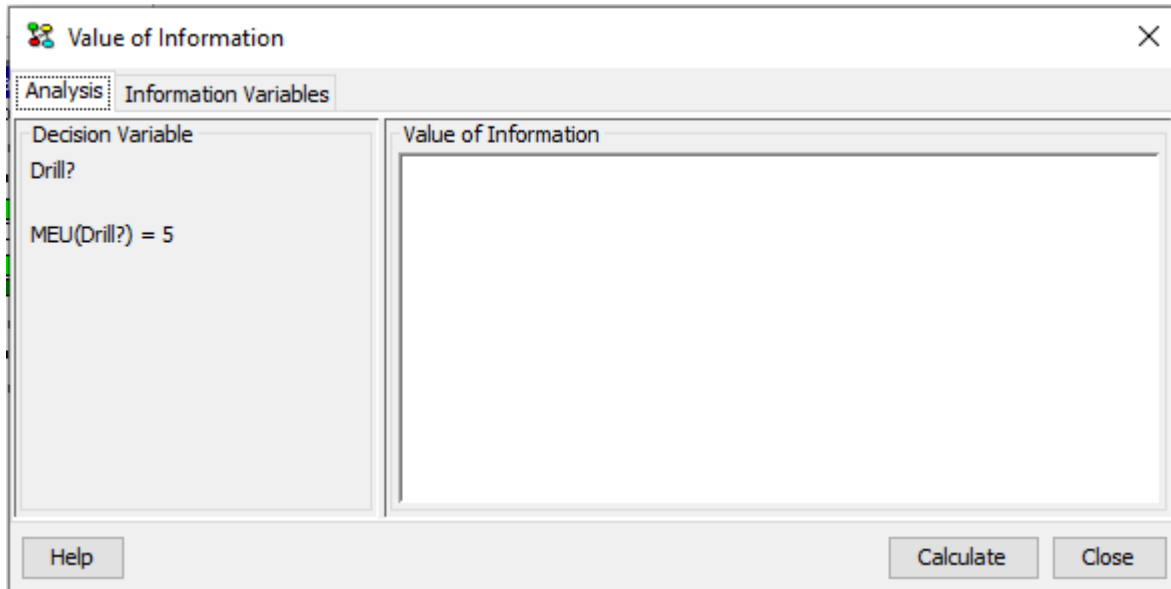 Value of Information
Analysis Information Variables
Decision Variable
Drill?
MEU(Drill?) = 5
Value of Information
Help Calculate Close